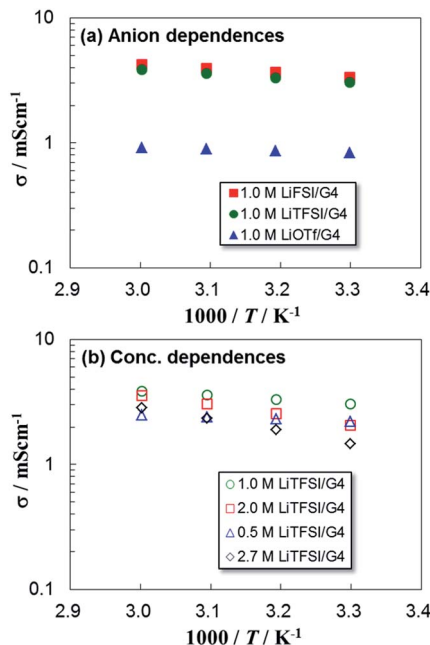 (a) Anion dependences
10
1
0.1
σ / mScm-1
1.0 M LiFSI/G4
1.0 M LiTFSI/G4
1.0 M LiOTf/G4
2.9 3.0 3.1 3.2 3.3 3.4
1000 / T / K-1
(b) Conc. dependences
10
1
0.1
σ / mScm-1
1.0 M LiTFSI/G4
2.0 M LiTFSI/G4
0.5 M LiTFSI/G4
2.7 M LiTFSI/G4
2.9 3.0 3.1 3.2 3.3 3.4
1000 / T / K-1